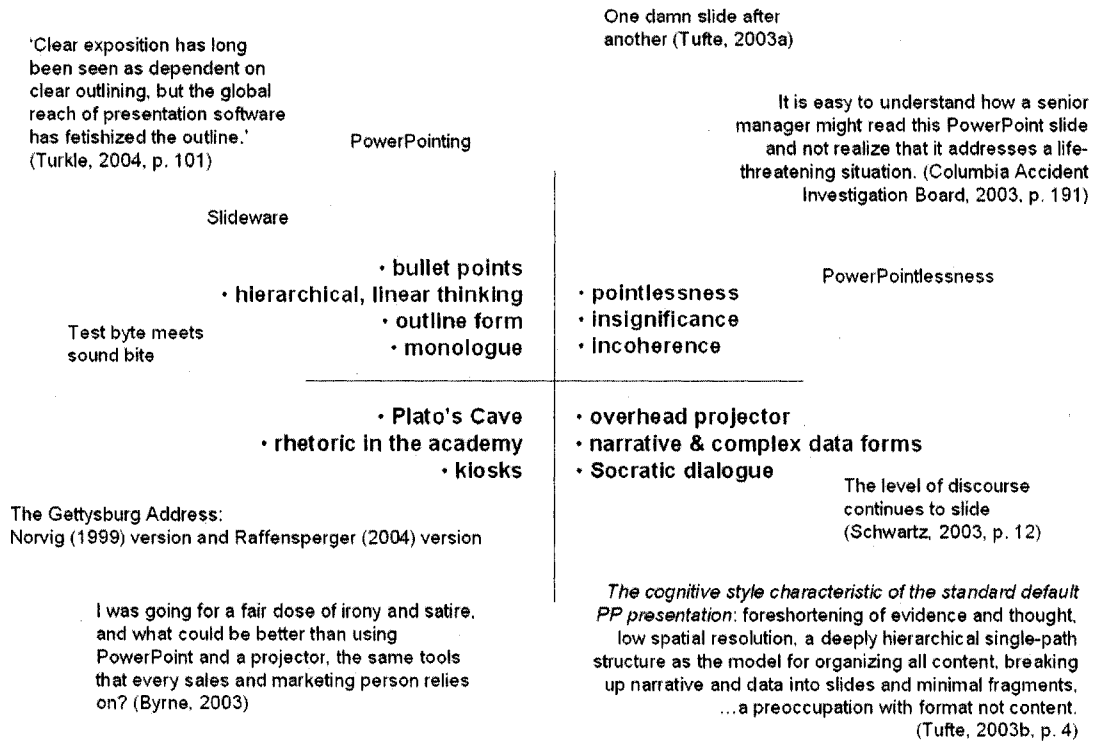 One damn slide after
another (Tufte, 2003a)
'Clear exposition has long
been seen as dependent on
clear outlining, but the global
reach of presentation software
has fetishized the outline.'
(Turkle, 2004, p. 101)
PowerPointing
It is easy to understand how a senior
manager might read this PowerPoint slide
and not realize that it addresses a life-
threatening situation. (Columbia Accident
Investigation Board, 2003, p. 191)
Slideware
• bullet points
• hierarchical, linear thinking
• outline form
• monologue
PowerPointlessness
• pointlessness
• insignificance
• incoherence
Test byte meets
sound bite
• Plato's Cave
• rhetoric in the academy
• kiosks
• overhead projector
• narrative & complex data forms
• Socratic dialogue
The level of discourse
continues to slide
(Schwartz, 2003, p. 12)
The Gettysburg Address:
Norvig (1999) version and Raffensperger (2004) version
I was going for a fair dose of irony and satire,
and what could be better than using
PowerPoint and a projector, the same tools
that every sales and marketing person relies
on? (Byrne, 2003)
The cognitive style characteristic of the standard default
PP presentation: foreshortening of evidence and thought,
low spatial resolution, a deeply hierarchical single-path
structure as the model for organizing all content, breaking
up narrative and data into slides and minimal fragments,
...a preoccupation with format not content.
(Tufte, 2003b, p. 4)